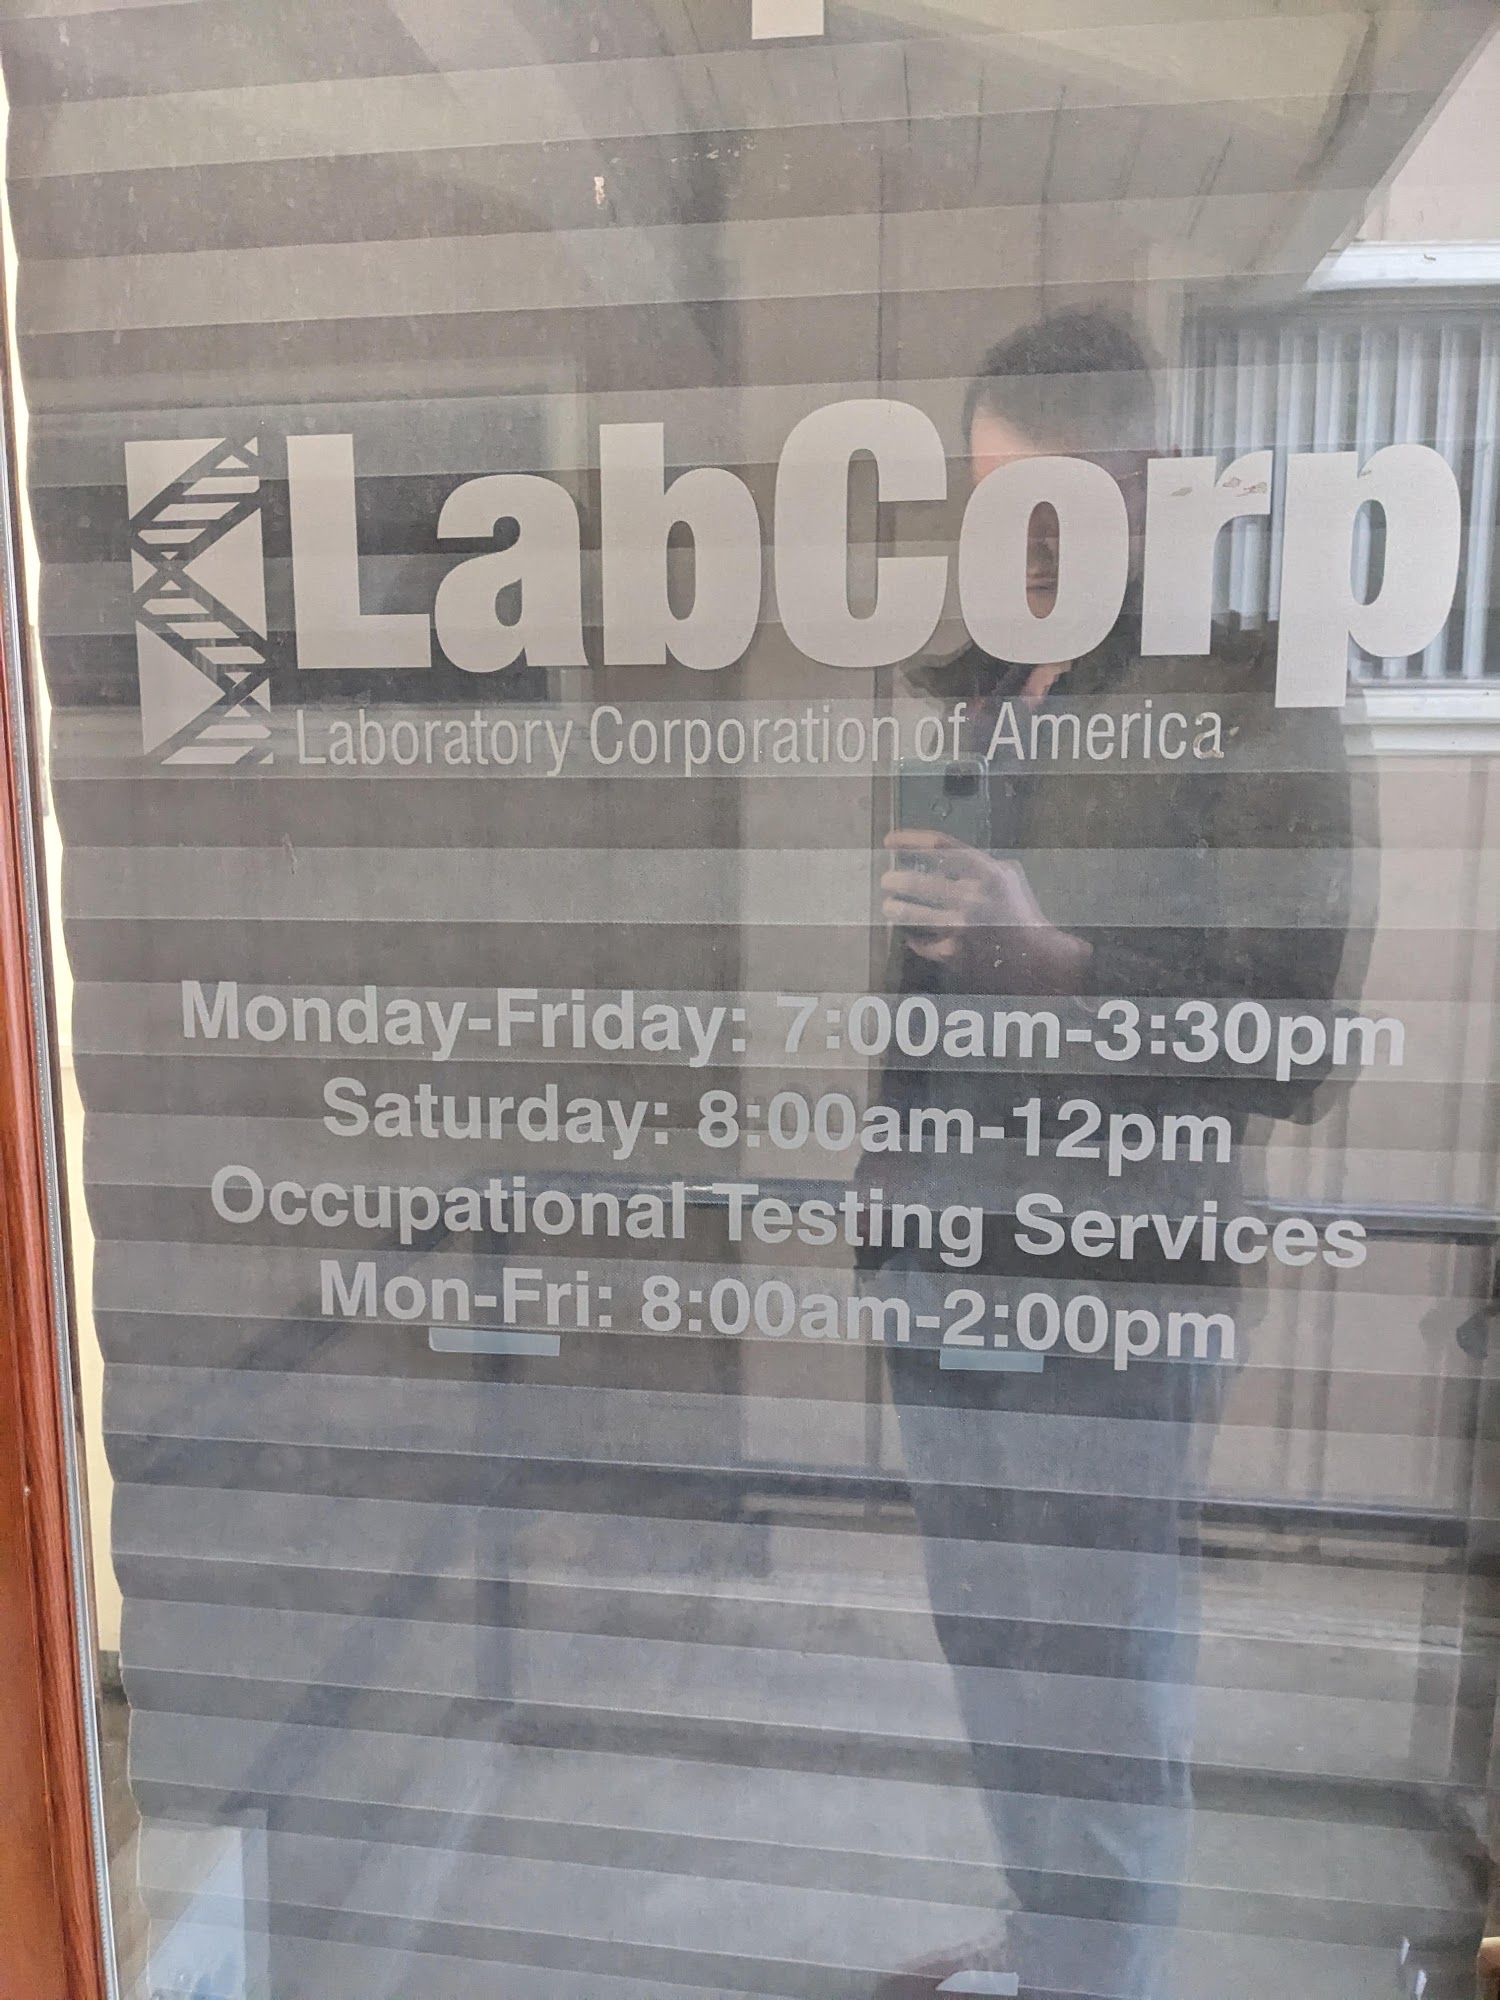 LabCorp
Laboratory Corporation of America
Monday-Friday: 7:00am-3:30pm
Saturday: 8:00am-12pm
Occupational Testing Services
Mon-Fri: 8:00am-2:00pm